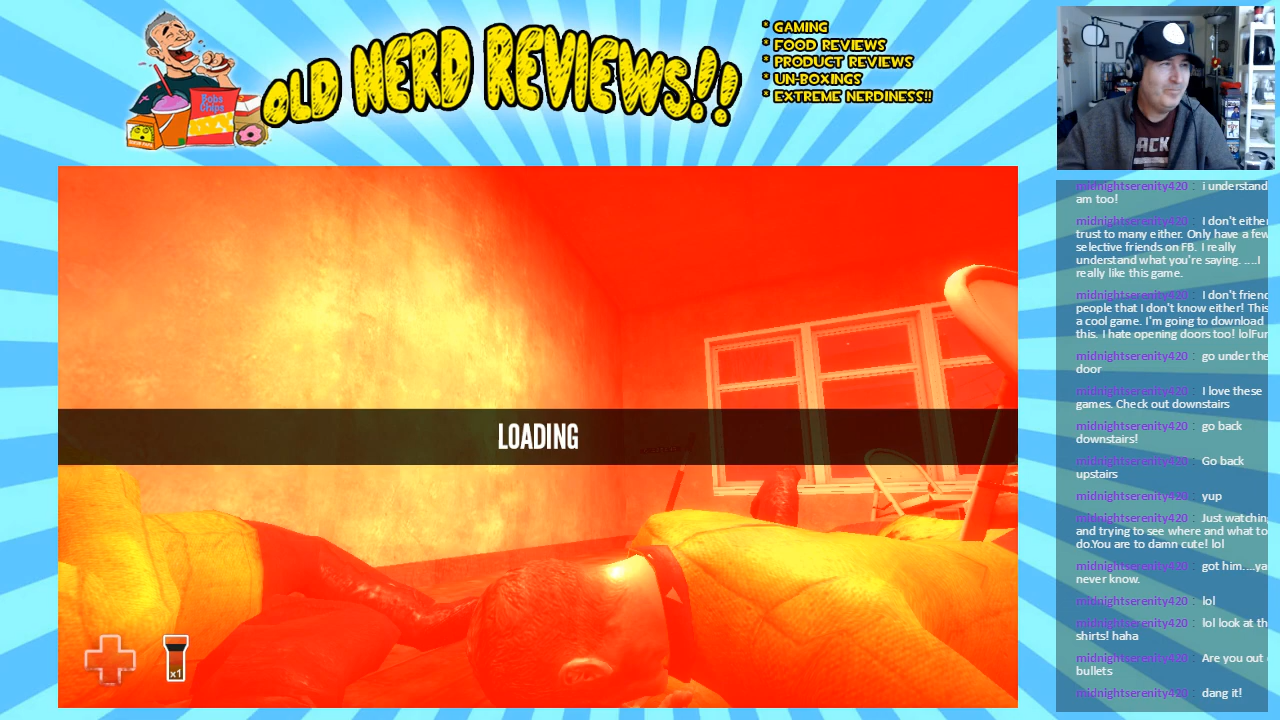 OLD NERD REVIEWS!!
* GAMING
* FOOD REVIEWS
* PRODUCT REVIEWS
* UN-BOXINGS
* EXTREME NERDINESS!!
Bobs
Chips
ACK
LOADING
x1
midnightserenity420 : i understand
am too!
midnightserenity420 : I don't either
trust to many either. Only have a few
selective friends on FB. I really
understand what you're saying. ....I
really like this game.
midnightserenity420 : I don't friend
people that I don't know either! This
a cool game. I'm going to download
this. I hate opening doors too! lolFur
midnightserenity420 : go under the
door
midnightserenity420 : I love these
games. Check out downstairs
midnightserenity420 : go back
downstairs!
midnightserenity420 : Go back
upstairs
midnightserenity420 : yup
midnightserenity420 : Just watching
and trying to see where and what to
do.You are to damn cute! lol
midnightserenity420 : got him....ya
never know.
midnightserenity420 : lol
midnightserenity420 : lol look at th
shirts! haha
midnightserenity420 : Are you out
bullets
midnightserenity420 : dang it!